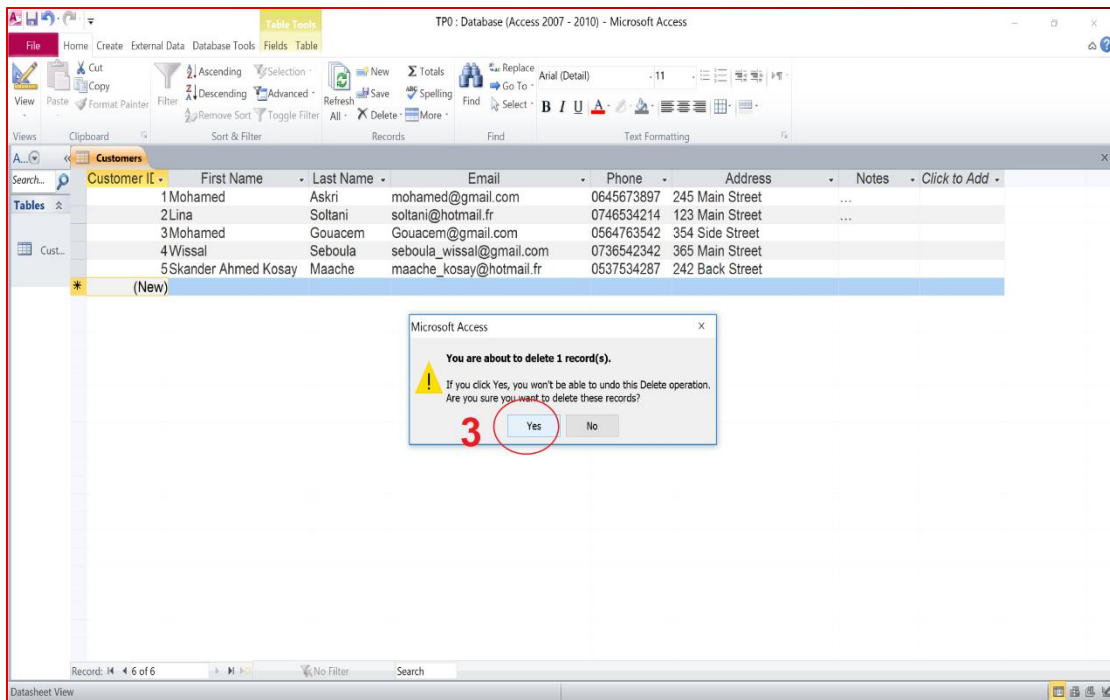 TP0 : Database (Access 2007 - 2010) - Microsoft Access
Table Tools
File Home Create External Data Database Tools Fields Table
View
Views
Paste
Cut
Copy
Format Painter
Clipboard
Filter
Ascending
Descending
Remove Sort
Selection
Advanced
Toggle Filter
Sort & Filter
Refresh All
New
Save
Delete
Totals
Spelling
More
Records
Find
Replace
Go To
Select
Find
Arial (Detail) 11
B I U A
Text Formatting
A...
Search...
Tables
Cust...
Customers
Customer ID First Name Last Name Email Phone Address Notes Click to Add
1 Mohamed Askri mohamed@gmail.com 0645673897 245 Main Street ...
2 Lina Soltani soltani@hotmail.fr 0746534214 123 Main Street ...
3 Mohamed Gouacem Gouacem@gmail.com 0564763542 354 Side Street
4 Wissal Seboula seboula_wissal@gmail.com 0736542342 365 Main Street
5 Skander Ahmed Kosay Maache maache_kosay@hotmail.fr 0537534287 242 Back Street
* (New)
Microsoft Access X
You are about to delete 1 record(s).
If you click Yes, you won't be able to undo this Delete operation.
Are you sure you want to delete these records?
3 Yes No
Record: 6 of 6 No Filter Search
Datasheet View